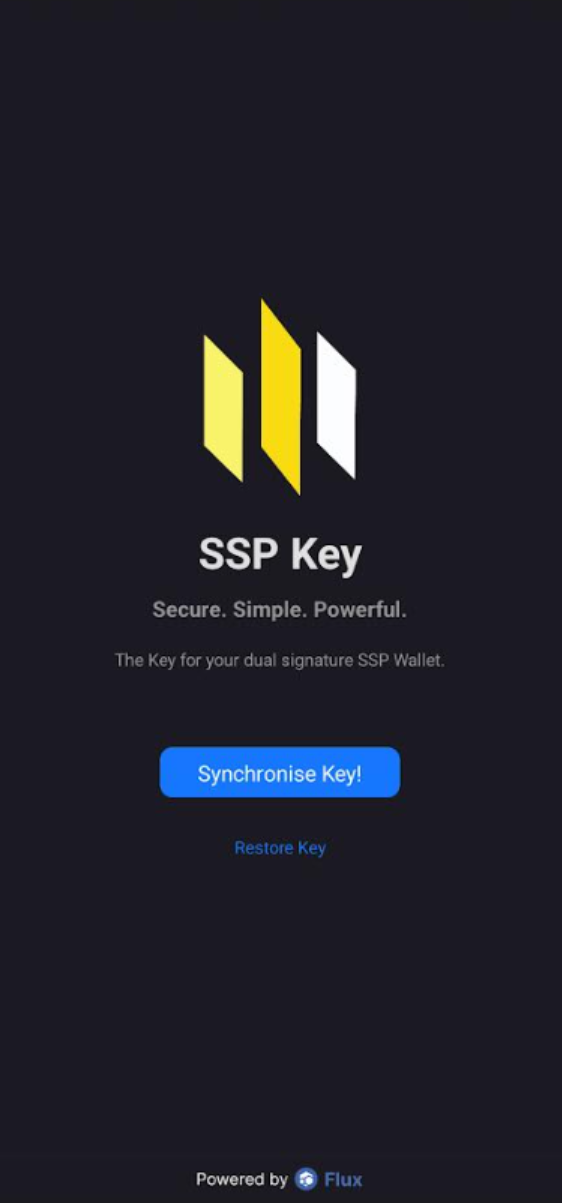 SSP Key
Secure. Simple. Powerful.
The Key for your dual signature SSP Wallet.
Synchronise Key!
Restore Key
Powered by Flux